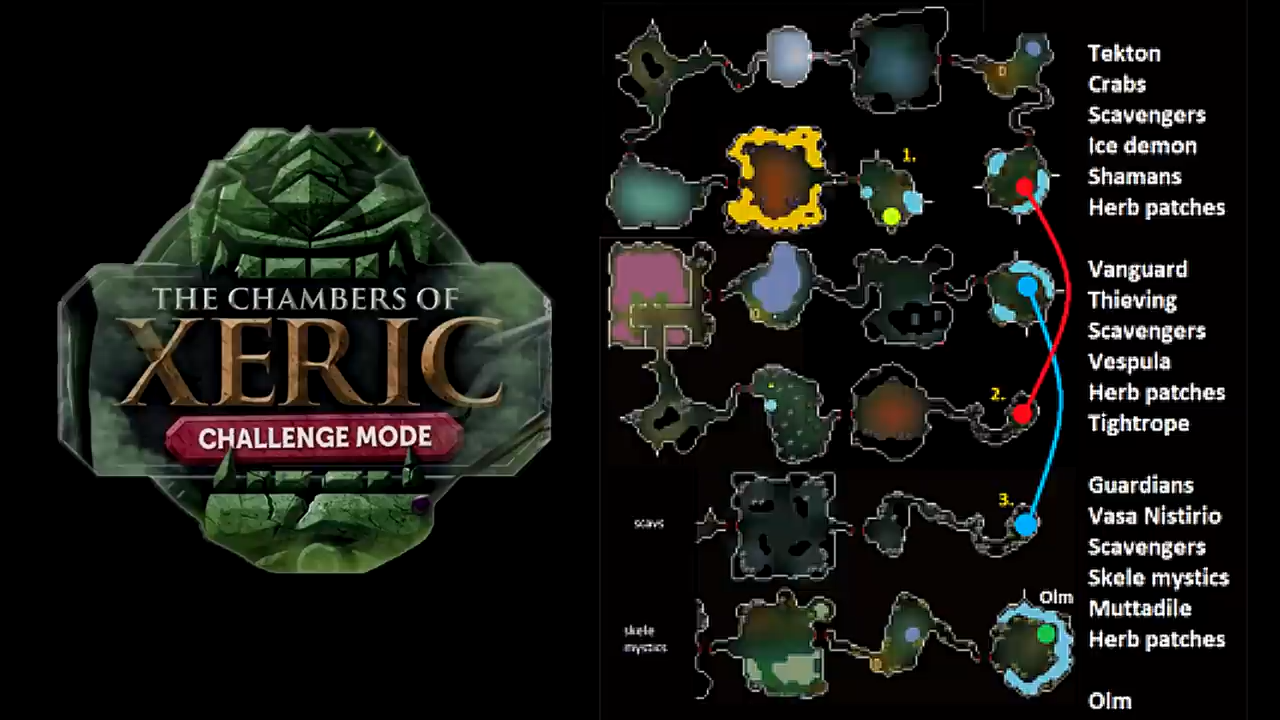 THE CHAMBERS OF
XERIC
CHALLENGE MODE
1.
2.
3.
scavs
skele
mystics
Olm
Tekton
Crabs
Scavengers
Ice demon
Shamans
Herb patches
Vanguard
Thieving
Scavengers
Vespula
Herb patches
Tightrope
Guardians
Vasa Nistirio
Scavengers
Skele mystics
Muttadile
Herb patches
Olm